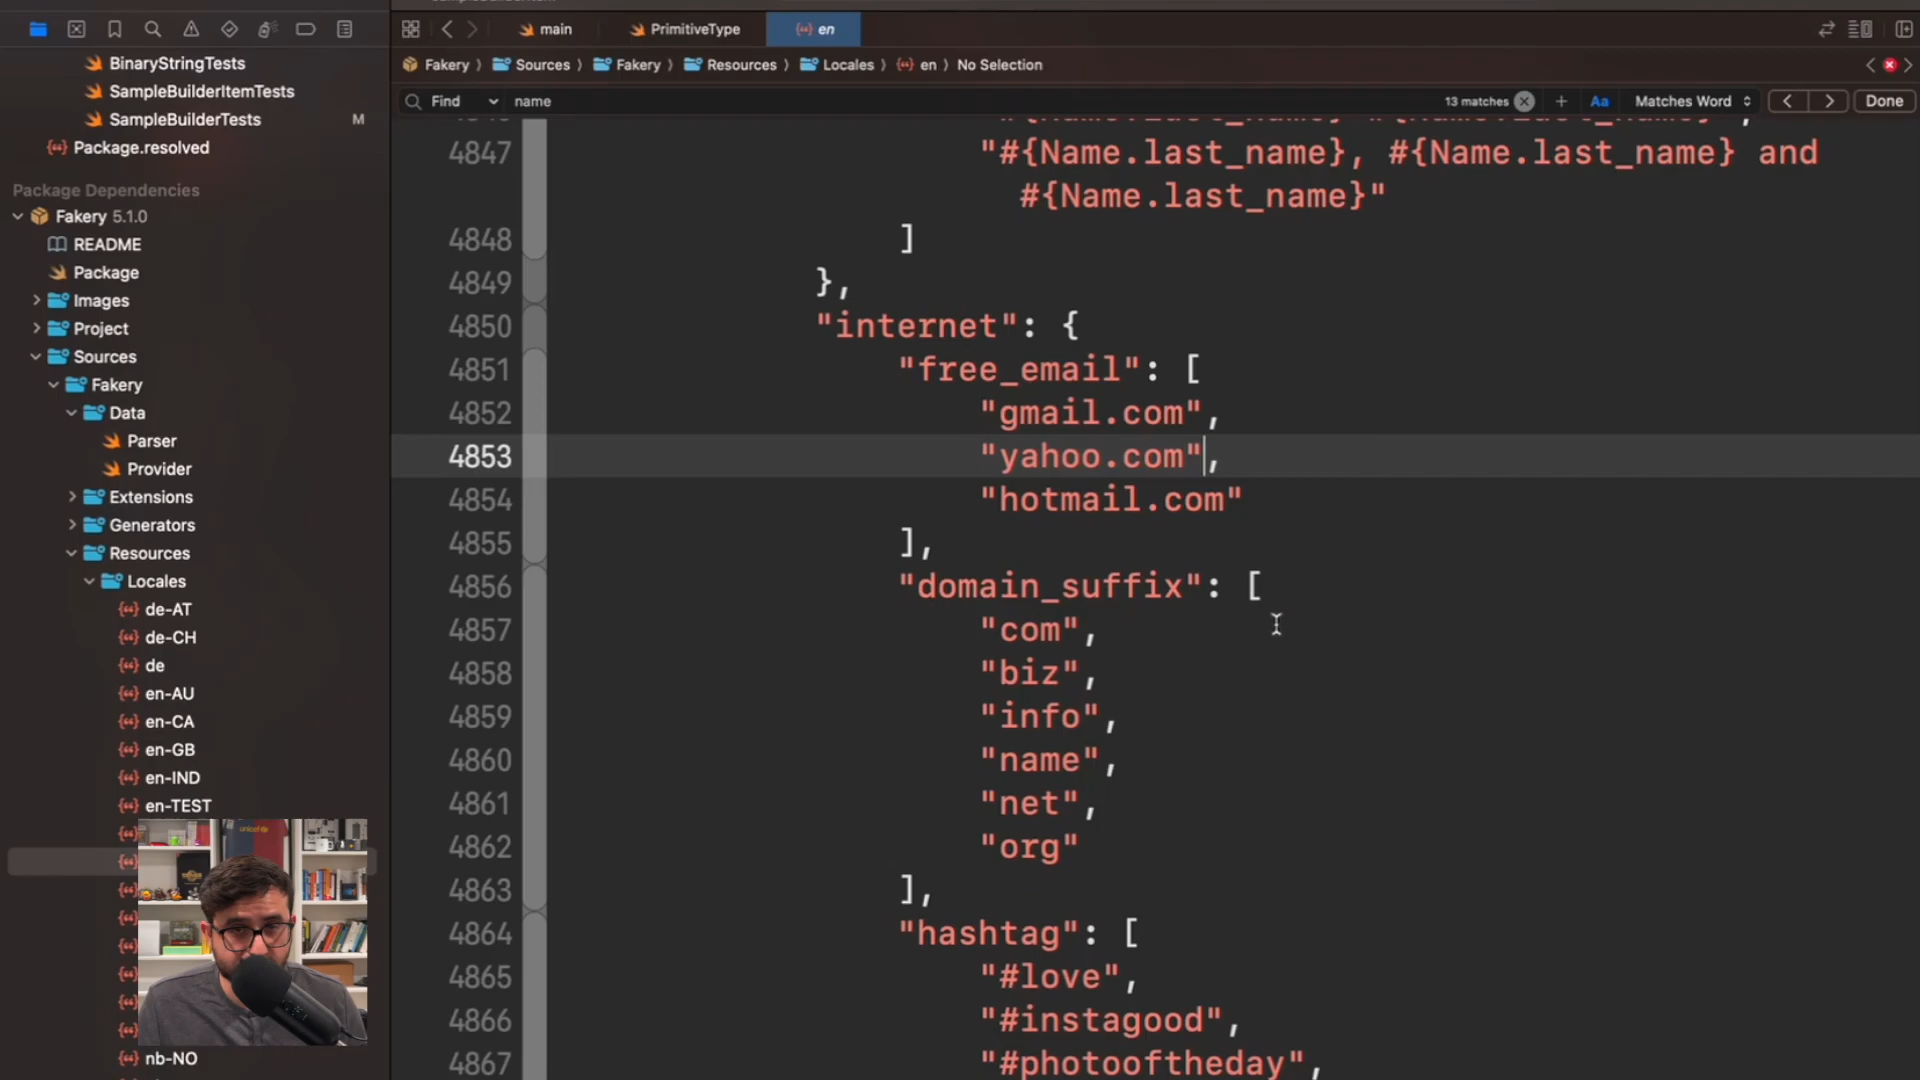 main
PrimitiveType
en
BinaryStringTests
SampleBuilderItemTests
SampleBuilderTests M
Package.resolved
Package Dependencies
Fakery 5.1.0
README
Package
Images
Project
Sources
Fakery
Data
Parser
Provider
Extensions
Generators
Resources
Locales
de-AT
de-CH
de
en-AU
en-CA
en-GB
en-IND
en-TEST
nb-NO
Fakery Sources Fakery Resources Locales en No Selection
Find name 13 matches Aa Matches Word Done
4847 "#{Name.last_name}, #{Name.last_name} and
#{Name.last_name}"
4848 ]
4849 },
4850 "internet": {
4851 "free_email": [
4852 "gmail.com",
4853 "yahoo.com",
4854 "hotmail.com"
4855 ],
4856 "domain_suffix": [
4857 "com",
4858 "biz",
4859 "info",
4860 "name",
4861 "net",
4862 "org"
4863 ],
4864 "hashtag": [
4865 "#love",
4866 "#instagood",
4867 "#photooftheday",
unicef